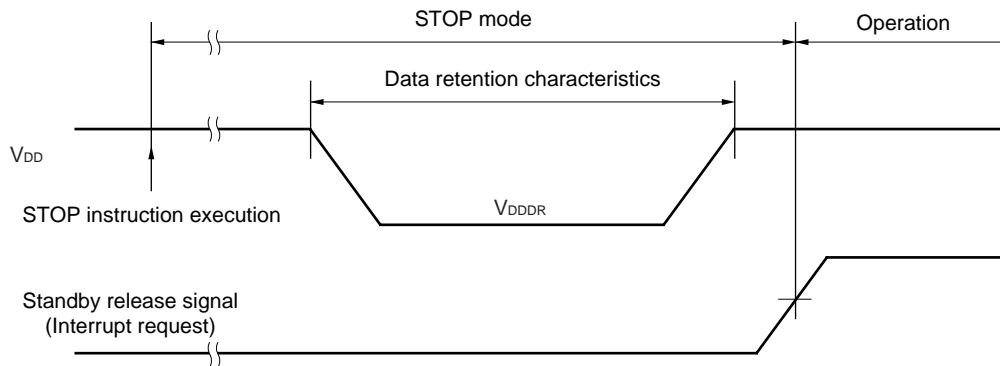 STOP mode
Operation
Data retention characteristics
VDD
STOP instruction execution
VDDDR
Standby release signal
(Interrupt request)